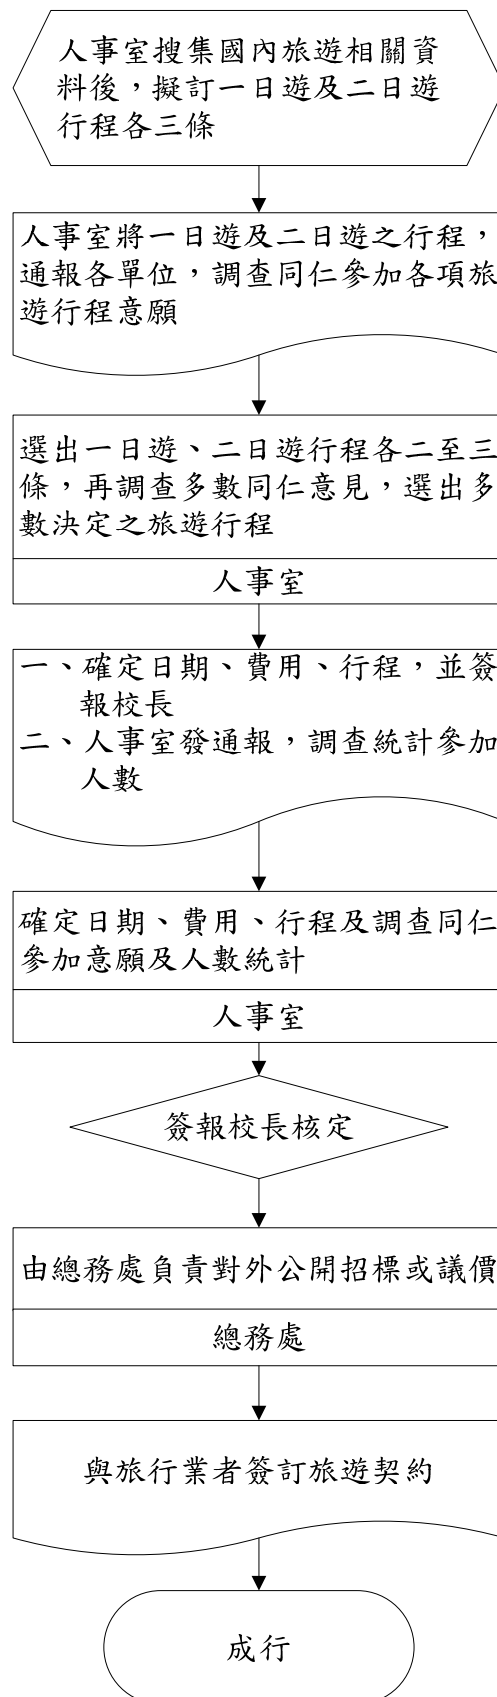 人事室搜集國內旅遊相關資
料後，擬訂一日遊及二日遊
行程各三條
人事室將一日遊及二日遊之行程，
通報各單位，調查同仁參加各項旅
遊行程意願
選出一日遊、二日遊行程各二至三
條，再調查多數同仁意見，選出多
數決定之旅遊行程
人事室
一、確定日期、費用、行程，並簽
報校長
二、人事室發通報，調查統計參加
人數
確定日期、費用、行程及調查同仁
參加意願及人數統計
人事室
簽報校長核定
由總務處負責對外公開招標或議價
總務處
與旅行業者簽訂旅遊契約
成行